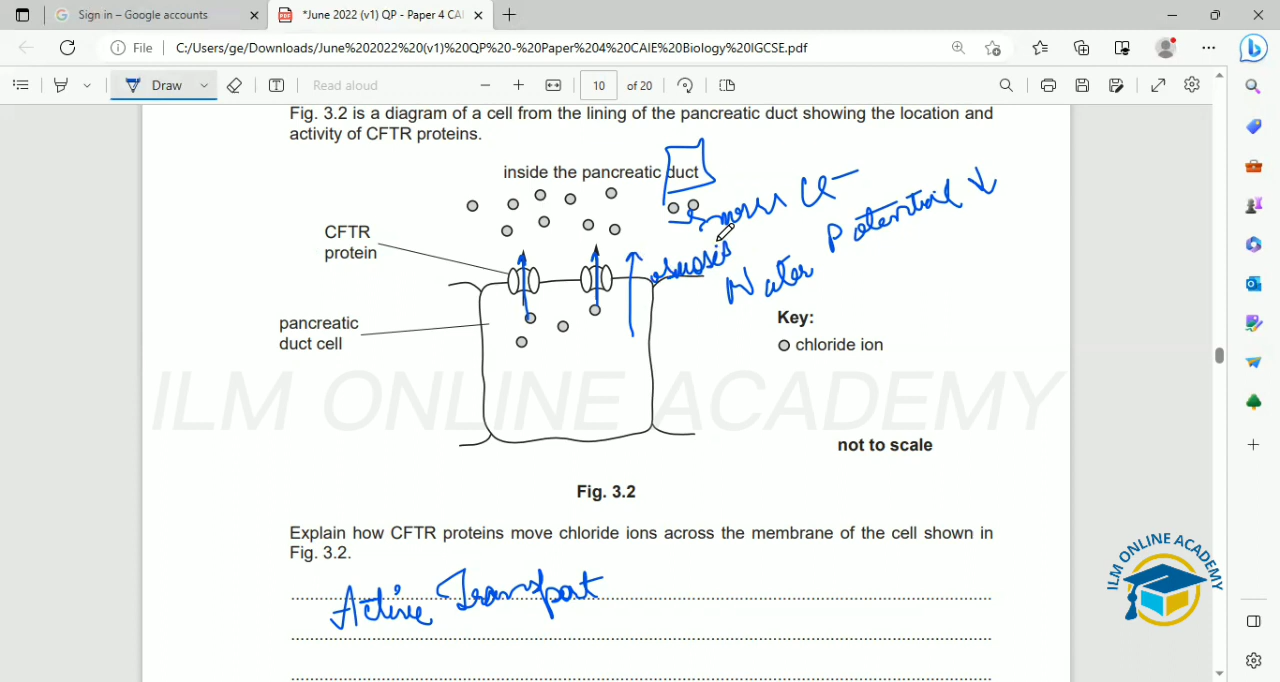 Sign in – Google accounts
*June 2022 (v1) QP - Paper 4 CAI
File
C:/Users/ge/Downloads/June%202022%20(v1)%20QP%20-%20Paper%204%20CAIE%20Biology%20IGCSE.pdf
Draw
Read aloud
10
of 20
Fig. 3.2 is a diagram of a cell from the lining of the pancreatic duct showing the location and
activity of CFTR proteins.
inside the pancreatic duct
more Cl-
Potential ↓
CFTR
protein
osmosis
Water
pancreatic
duct cell
Key:
chloride ion
ILM ONLINE ACADEMY
not to scale
Fig. 3.2
Explain how CFTR proteins move chloride ions across the membrane of the cell shown in
Fig. 3.2.
Active Transport
ILM ONLINE ACADEMY